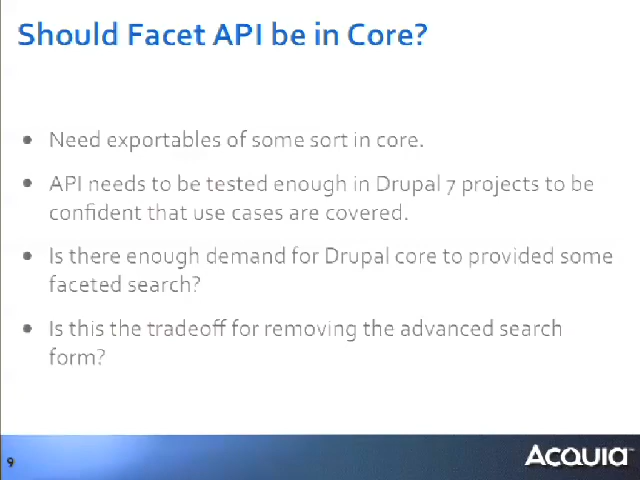 Should Facet API be in Core?
• Need exportables of some sort in core.
• API needs to be tested enough in Drupal 7 projects to be
confident that use cases are covered.
• Is there enough demand for Drupal core to provided some
faceted search?
• Is this the tradeoff for removing the advanced search
form?
9
ACQUIA